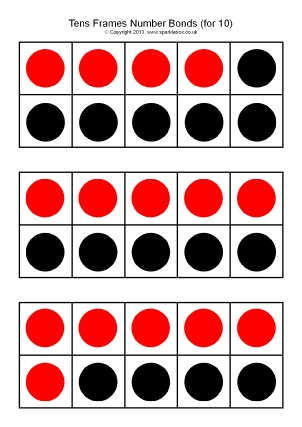 Tens Frames Number Bonds (for 10)
© Copyright 2013, www.sparklebox.co.uk